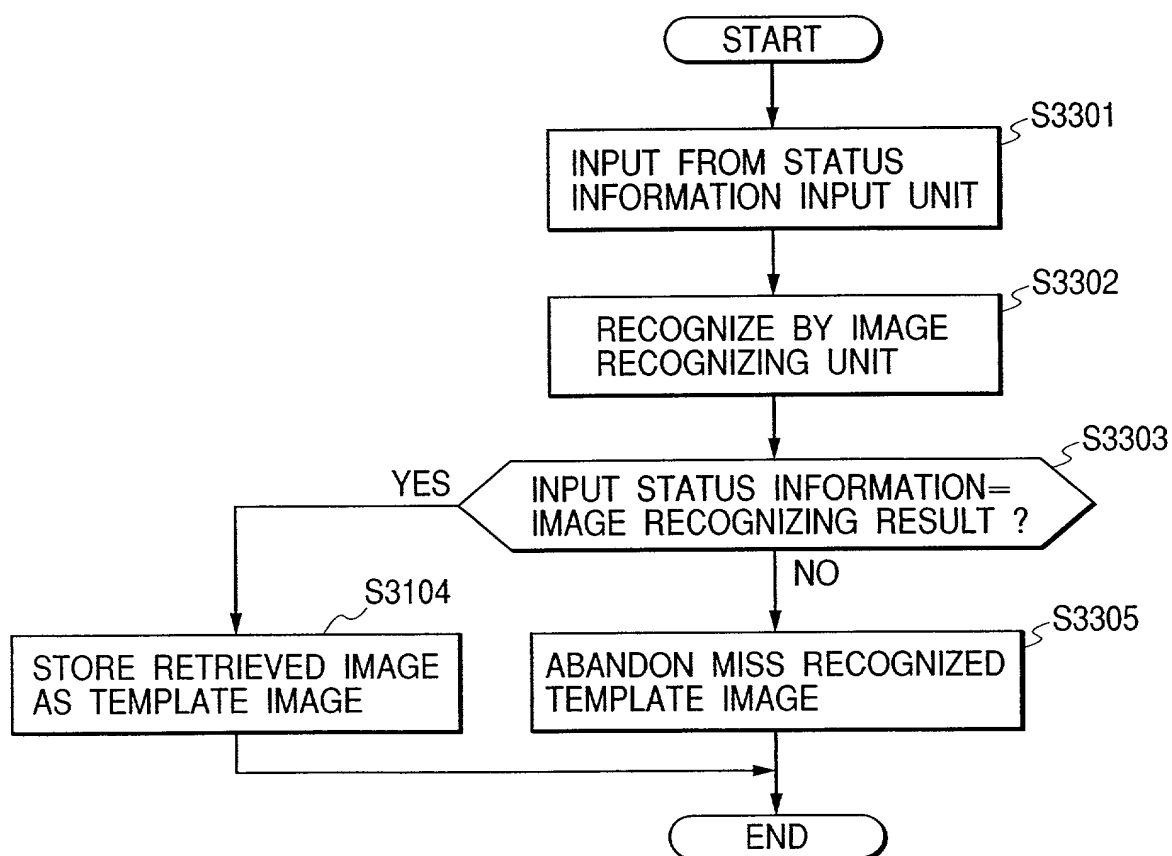 START
S3301
INPUT FROM STATUS
INFORMATION INPUT UNIT
S3302
RECOGNIZE BY IMAGE
RECOGNIZING UNIT
S3303
YES
INPUT STATUS INFORMATION=
IMAGE RECOGNIZING RESULT ?
NO
S3104
STORE RETRIEVED IMAGE
AS TEMPLATE IMAGE
S3305
ABANDON MISS RECOGNIZED
TEMPLATE IMAGE
END